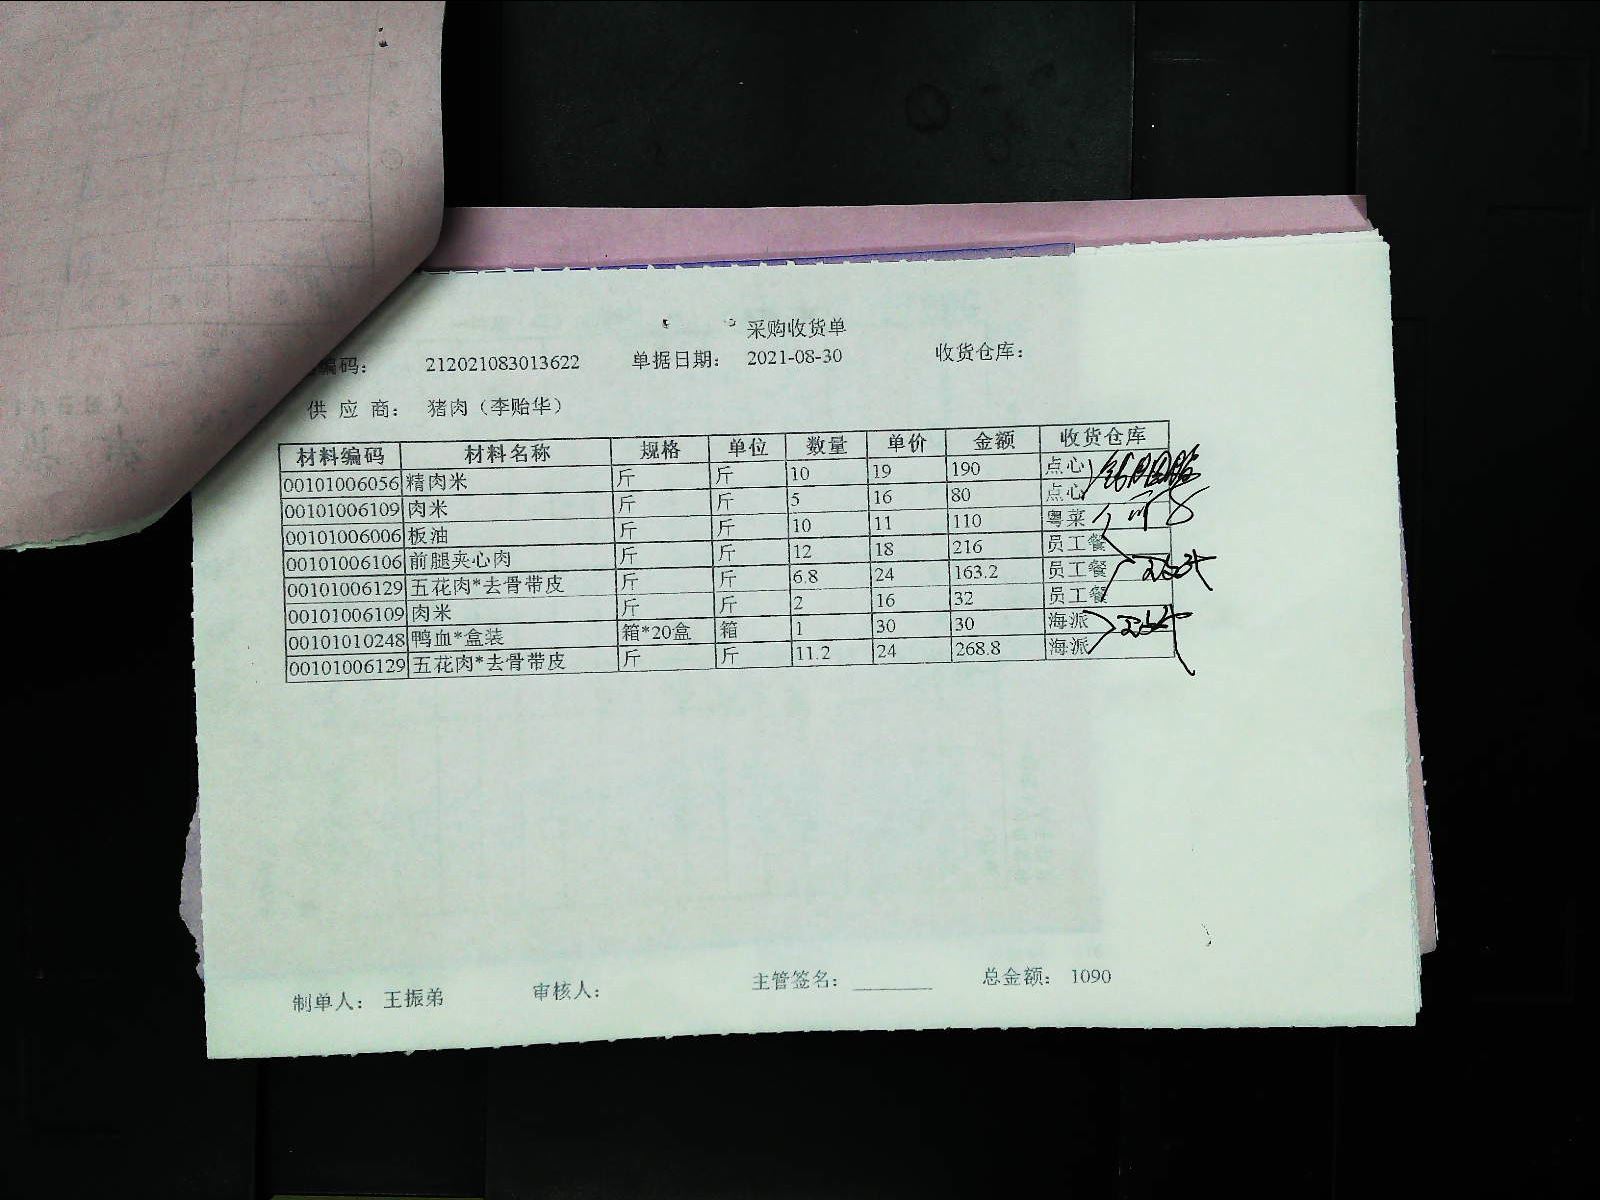 采购收货单
编码: 212021083013622 单据日期: 2021-08-30 收货仓库:
供 应 商: 猪肉（李贻华）
材料编码 材料名称 规格 单位 数量 单价 金额 收货仓库
00101006056 精肉米 斤 斤 10 19 190 点心
00101006109 肉米 斤 斤 5 16 80 点心
00101006006 板油 斤 斤 10 11 110 粤菜
00101006106 前腿夹心肉 斤 斤 12 18 216 员工餐
00101006129 五花肉*去骨带皮 斤 斤 6.8 24 163.2 员工餐
00101006109 肉米 斤 斤 2 16 32 员工餐
00101010248 鸭血*盒装 箱*20盒 箱 1 30 30 海派
00101006129 五花肉*去骨带皮 斤 斤 11.2 24 268.8 海派
制单人: 王振弟 审核人: 主管签名: 总金额: 1090